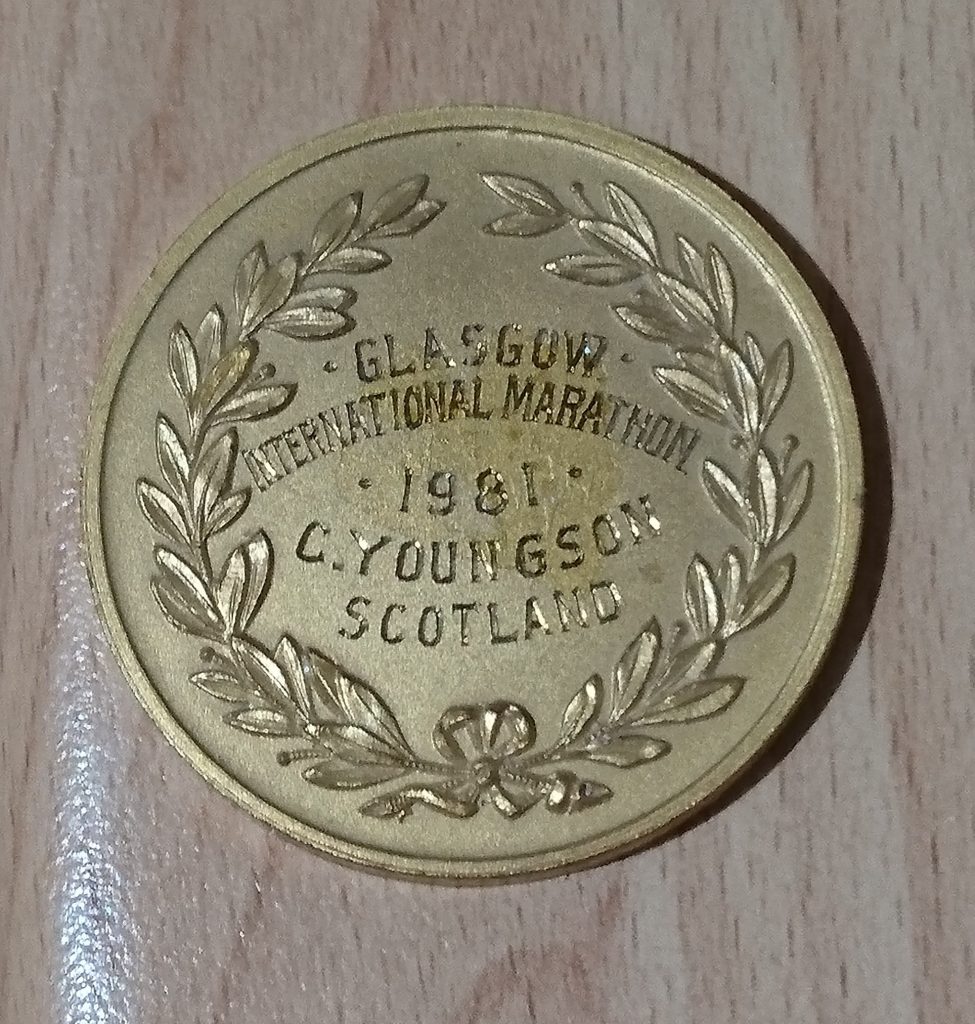 · GLASGOW ·
INTERNATIONAL MARATHON
· 1981 ·
C. YOUNGSON
SCOTLAND